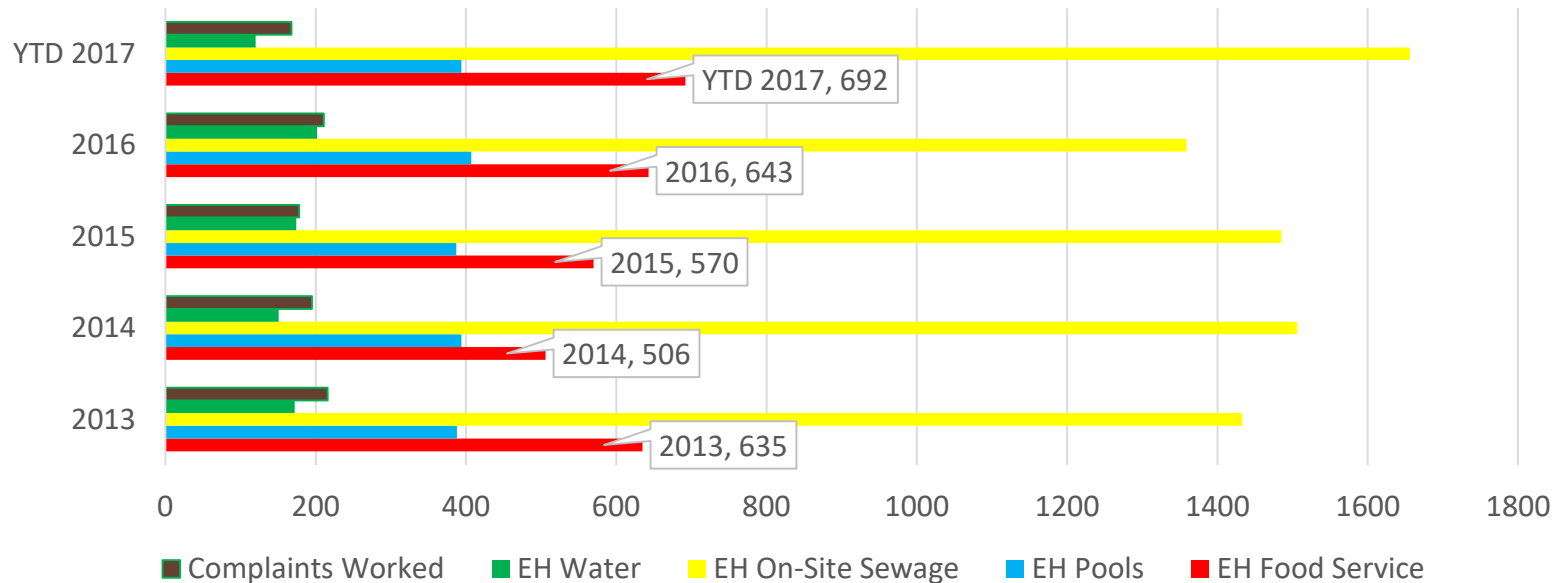 YTD 2017
YTD 2017, 692
2016
2016, 643
2015
2015, 570
2014
2014, 506
2013
2013, 635
0 200 400 600 800 1000 1200 1400 1600 1800
Complaints Worked EH Water EH On-Site Sewage EH Pools EH Food Service